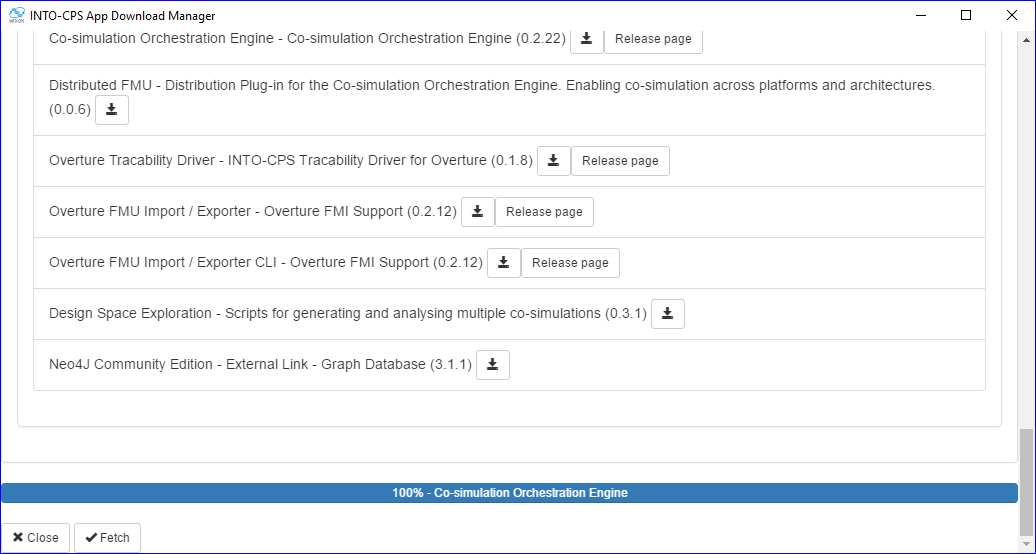 INTO-CPS App Download Manager
Co-simulation Orchestration Engine - Co-simulation Orchestration Engine (0.2.22) Release page
Distributed FMU - Distribution Plug-in for the Co-simulation Orchestration Engine. Enabling co-simulation across platforms and architectures.
(0.0.6)
Overture Tracability Driver - INTO-CPS Tracability Driver for Overture (0.1.8) Release page
Overture FMU Import / Exporter - Overture FMI Support (0.2.12) Release page
Overture FMU Import / Exporter CLI - Overture FMI Support (0.2.12) Release page
Design Space Exploration - Scripts for generating and analysing multiple co-simulations (0.3.1)
Neo4J Community Edition - External Link - Graph Database (3.1.1)
100% - Co-simulation Orchestration Engine
Close Fetch